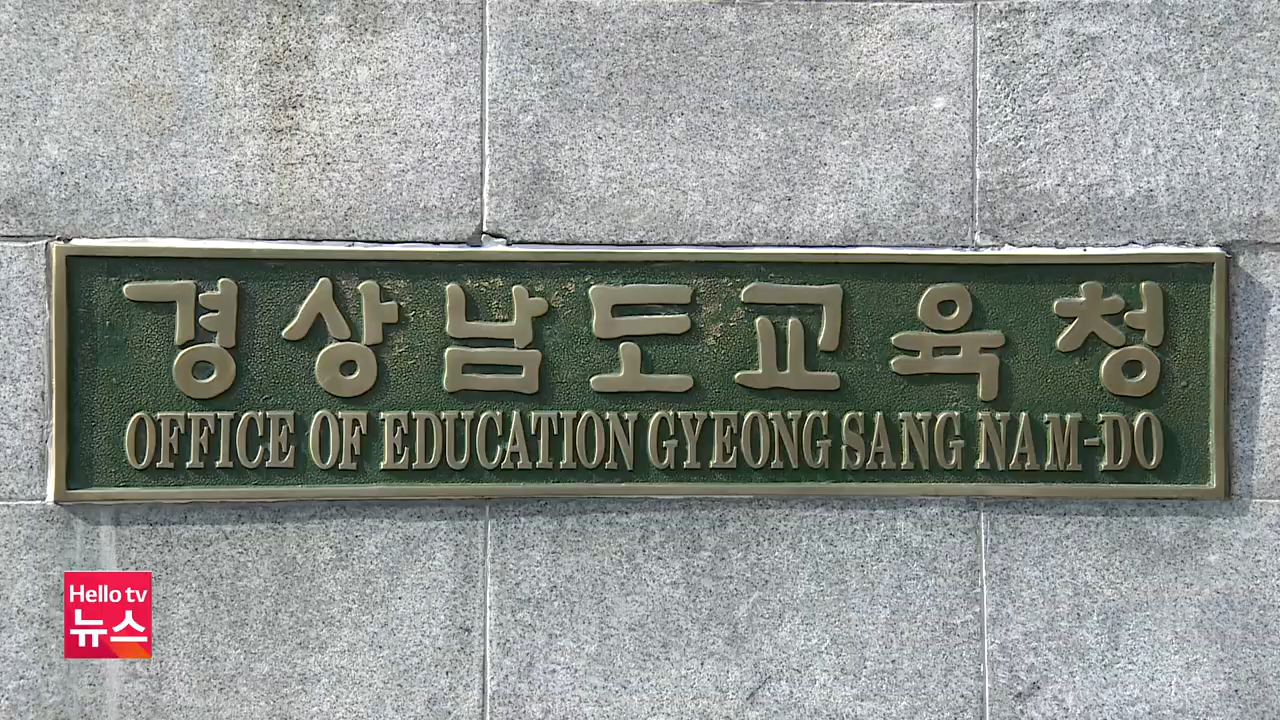 경상남도교육청
OFFICE OF EDUCATION GYEONG SANG NAM-DO
Hello tv
뉴스